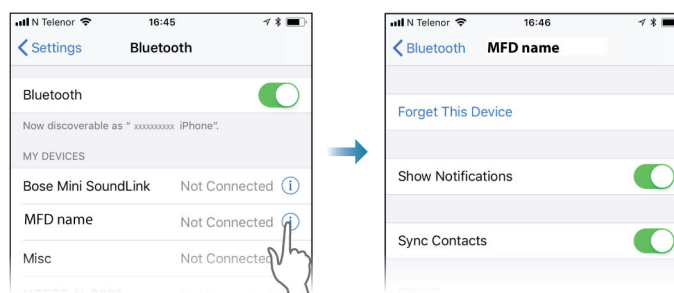 N Telenor 16:45
Settings Bluetooth
Bluetooth
Now discoverable as " xxxxxxxxxx iPhone".
MY DEVICES
Bose Mini SoundLink Not Connected i
MFD name Not Connected i
Misc Not Connected
N Telenor 16:46
Bluetooth MFD name
Forget This Device
Show Notifications
Sync Contacts